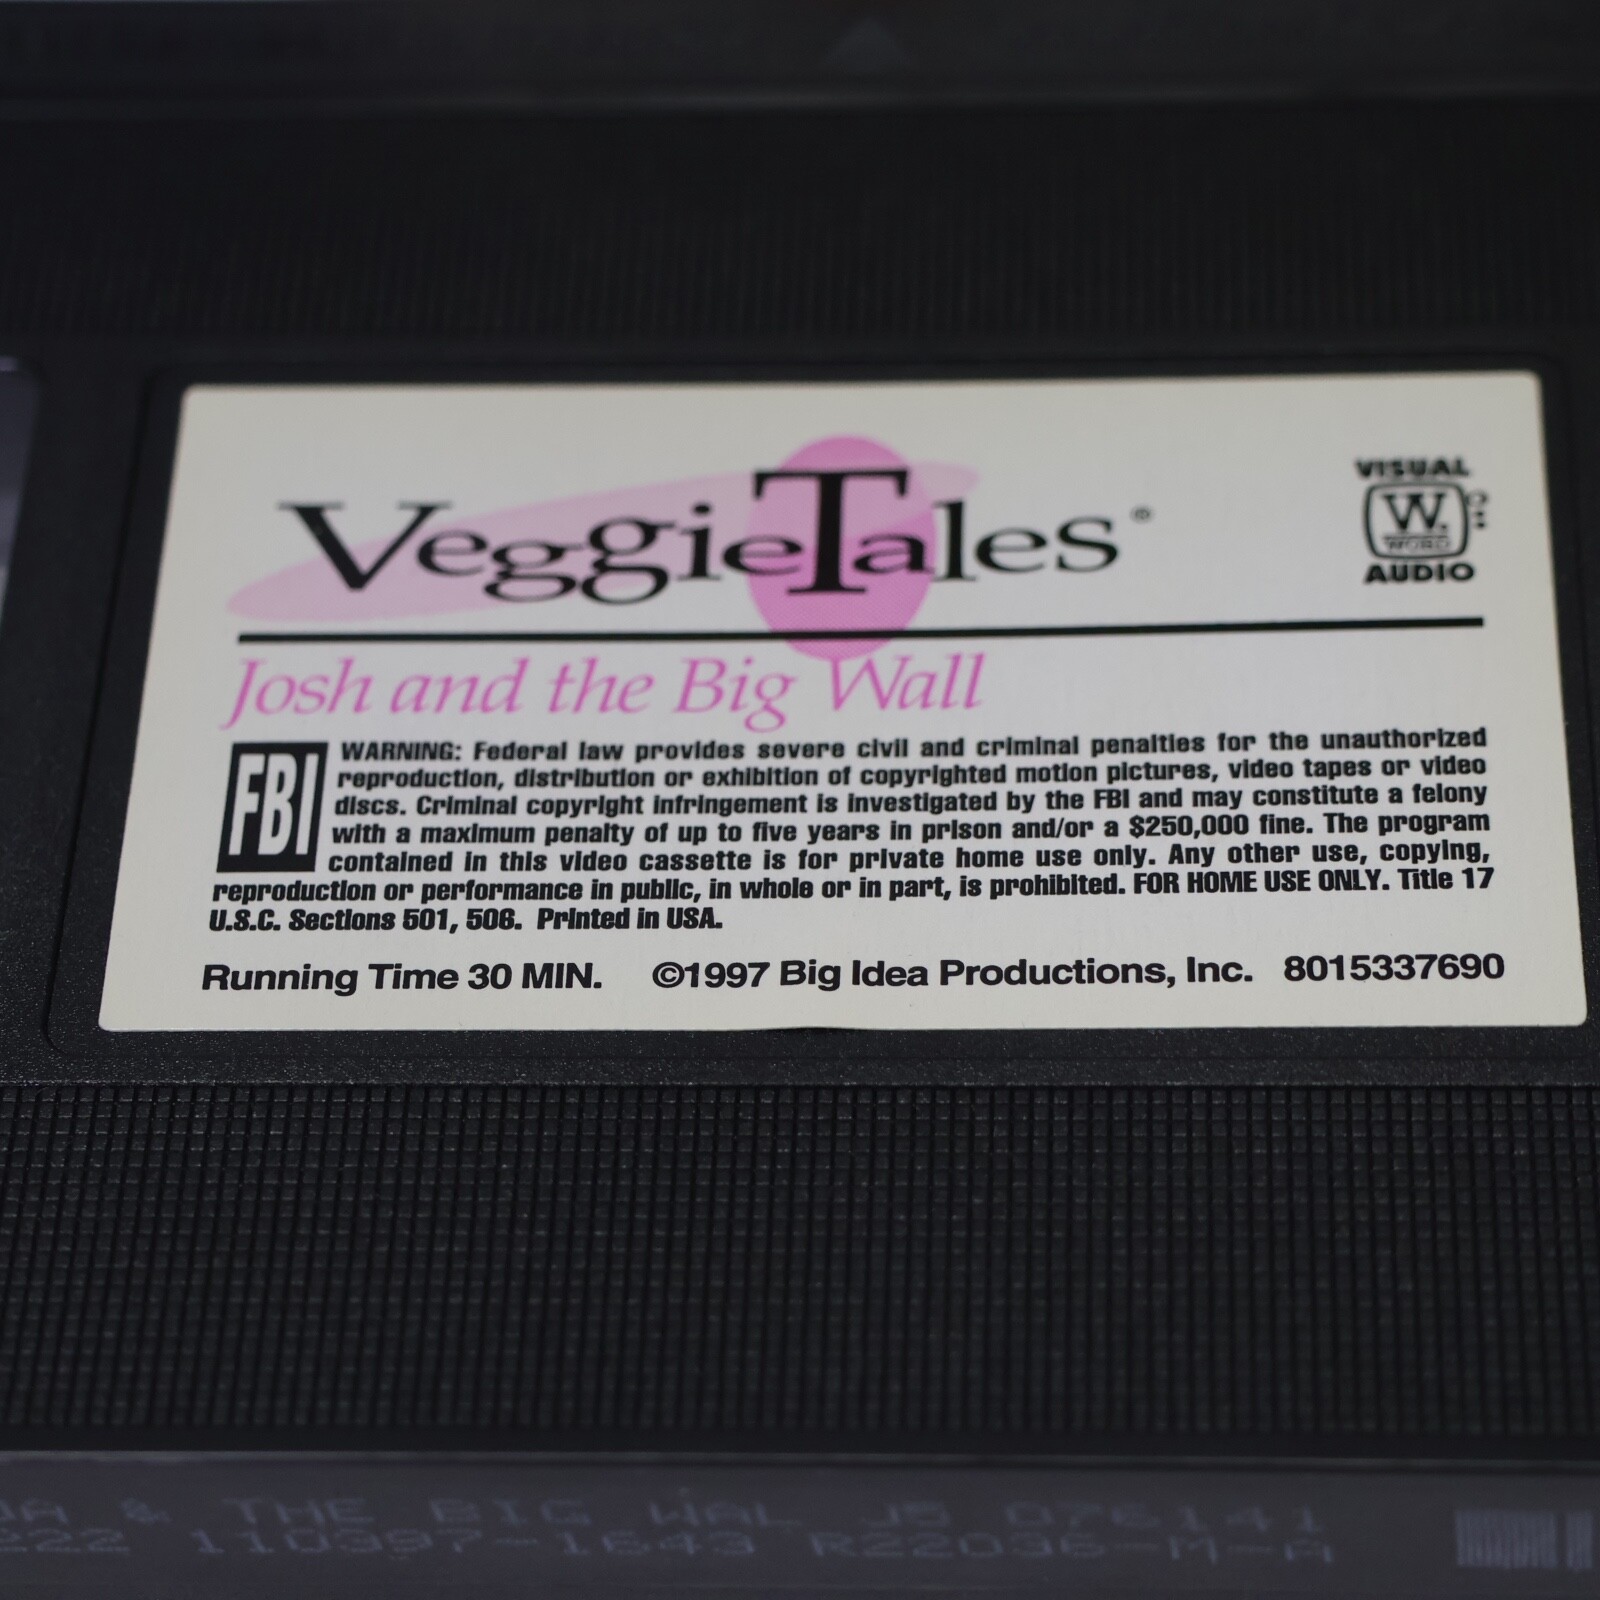 VeggieTales®
VISUAL
W.
WORD
AUDIO
Josh and the Big Wall
FBI
WARNING: Federal law provides severe civil and criminal penalties for the unauthorized
reproduction, distribution or exhibition of copyrighted motion pictures, video tapes or video
discs. Criminal copyright infringement is investigated by the FBI and may constitute a felony
with a maximum penalty of up to five years in prison and/or a $250,000 fine. The program
contained in this video cassette is for private home use only. Any other use, copying,
reproduction or performance in public, in whole or in part, is prohibited. FOR HOME USE ONLY. Title 17
U.S.C. Sections 501, 506. Printed in USA.
Running Time 30 MIN. ©1997 Big Idea Productions, Inc. 8015337690
& THE BIG WAL JS 076141
222 110397-1643 R22036-M-A